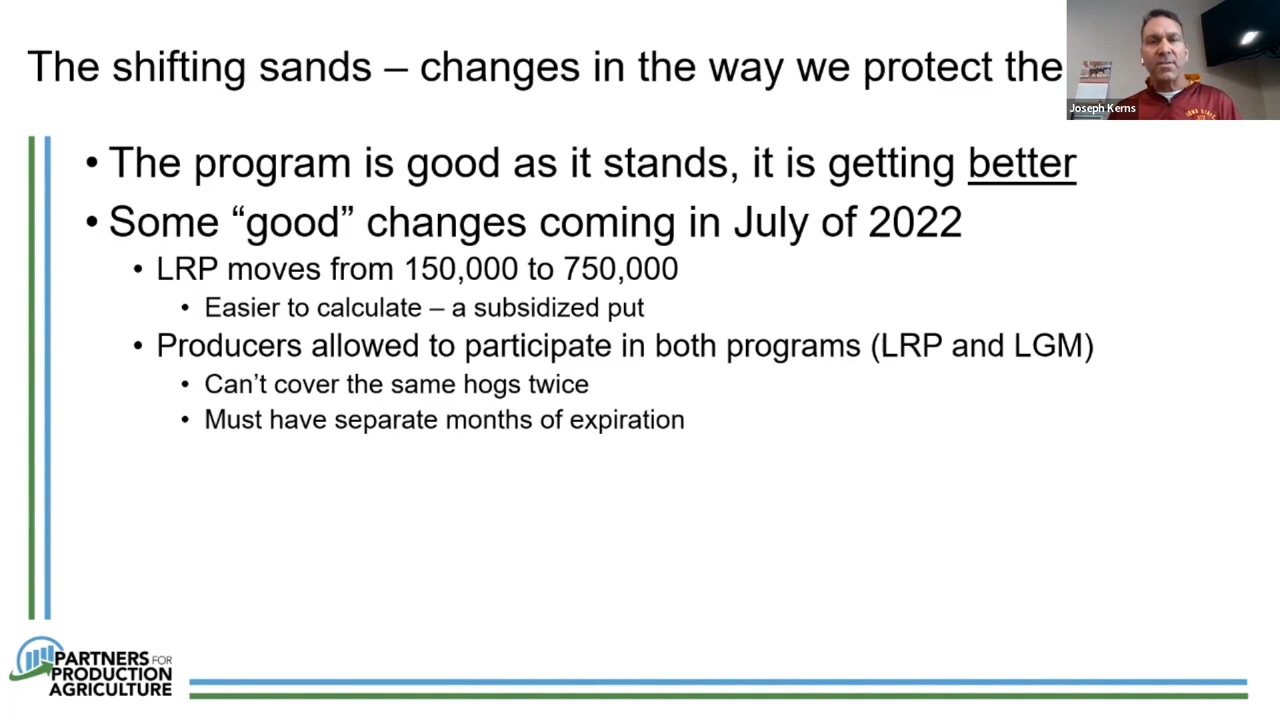 The shifting sands – changes in the way we protect the
Joseph Kerns
• The program is good as it stands, it is getting better
• Some “good” changes coming in July of 2022
• LRP moves from 150,000 to 750,000
• Easier to calculate – a subsidized put
• Producers allowed to participate in both programs (LRP and LGM)
• Can’t cover the same hogs twice
• Must have separate months of expiration
PARTNERS FOR
PRODUCTION
AGRICULTURE